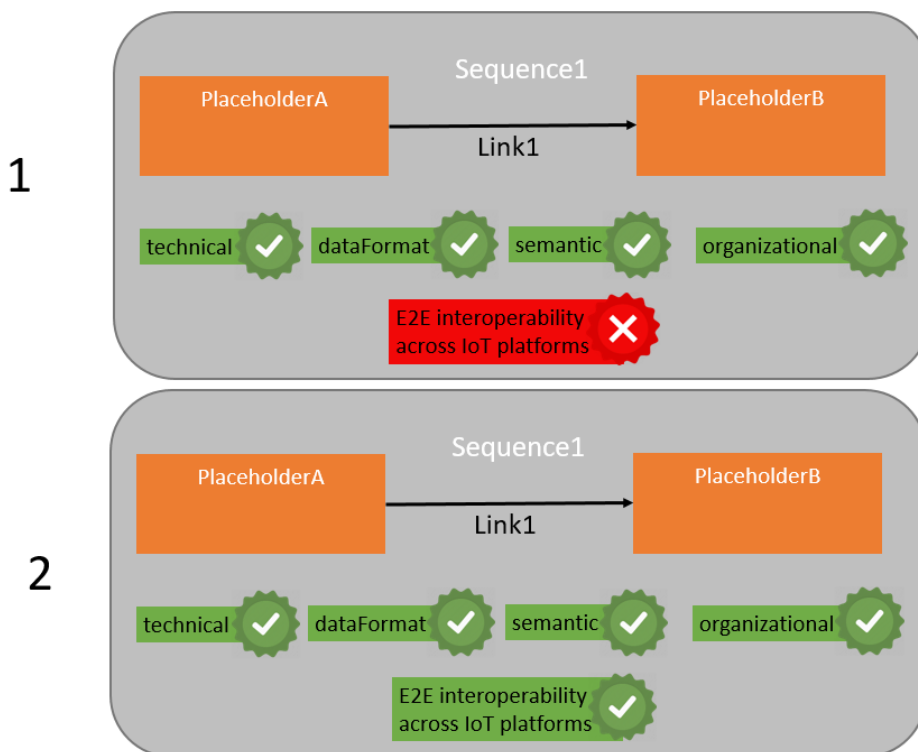 1
Sequence1
PlaceholderA
PlaceholderB
Link1
technical
dataFormat
semantic
organizational
E2E interoperability
across IoT platforms
2
Sequence1
PlaceholderA
PlaceholderB
Link1
technical
dataFormat
semantic
organizational
E2E interoperability
across IoT platforms